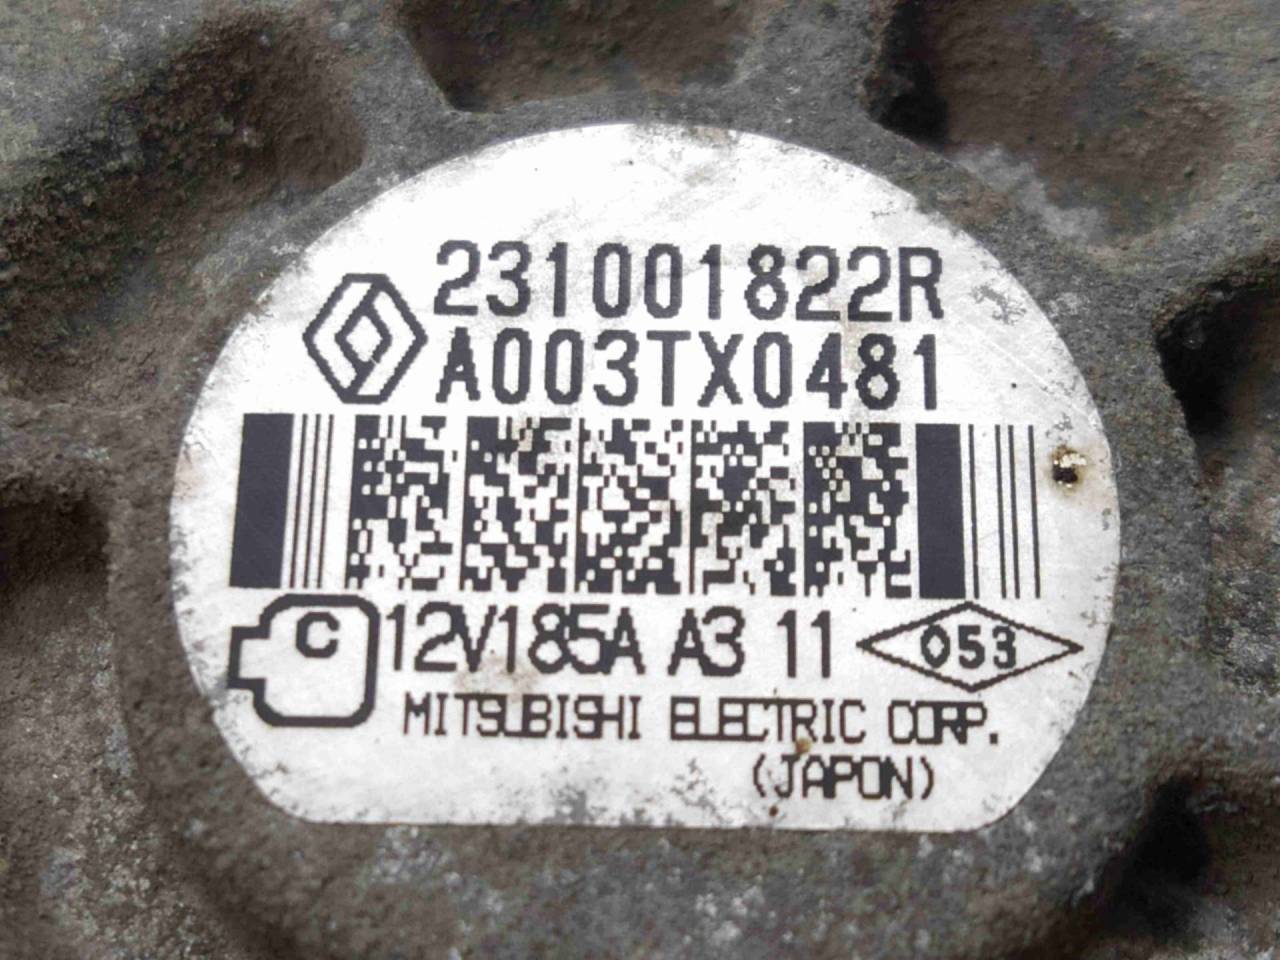 231001822R
A003TX0481
C 12V185A A3 11 053
MITSUBISHI ELECTRIC CORP.
(JAPON)